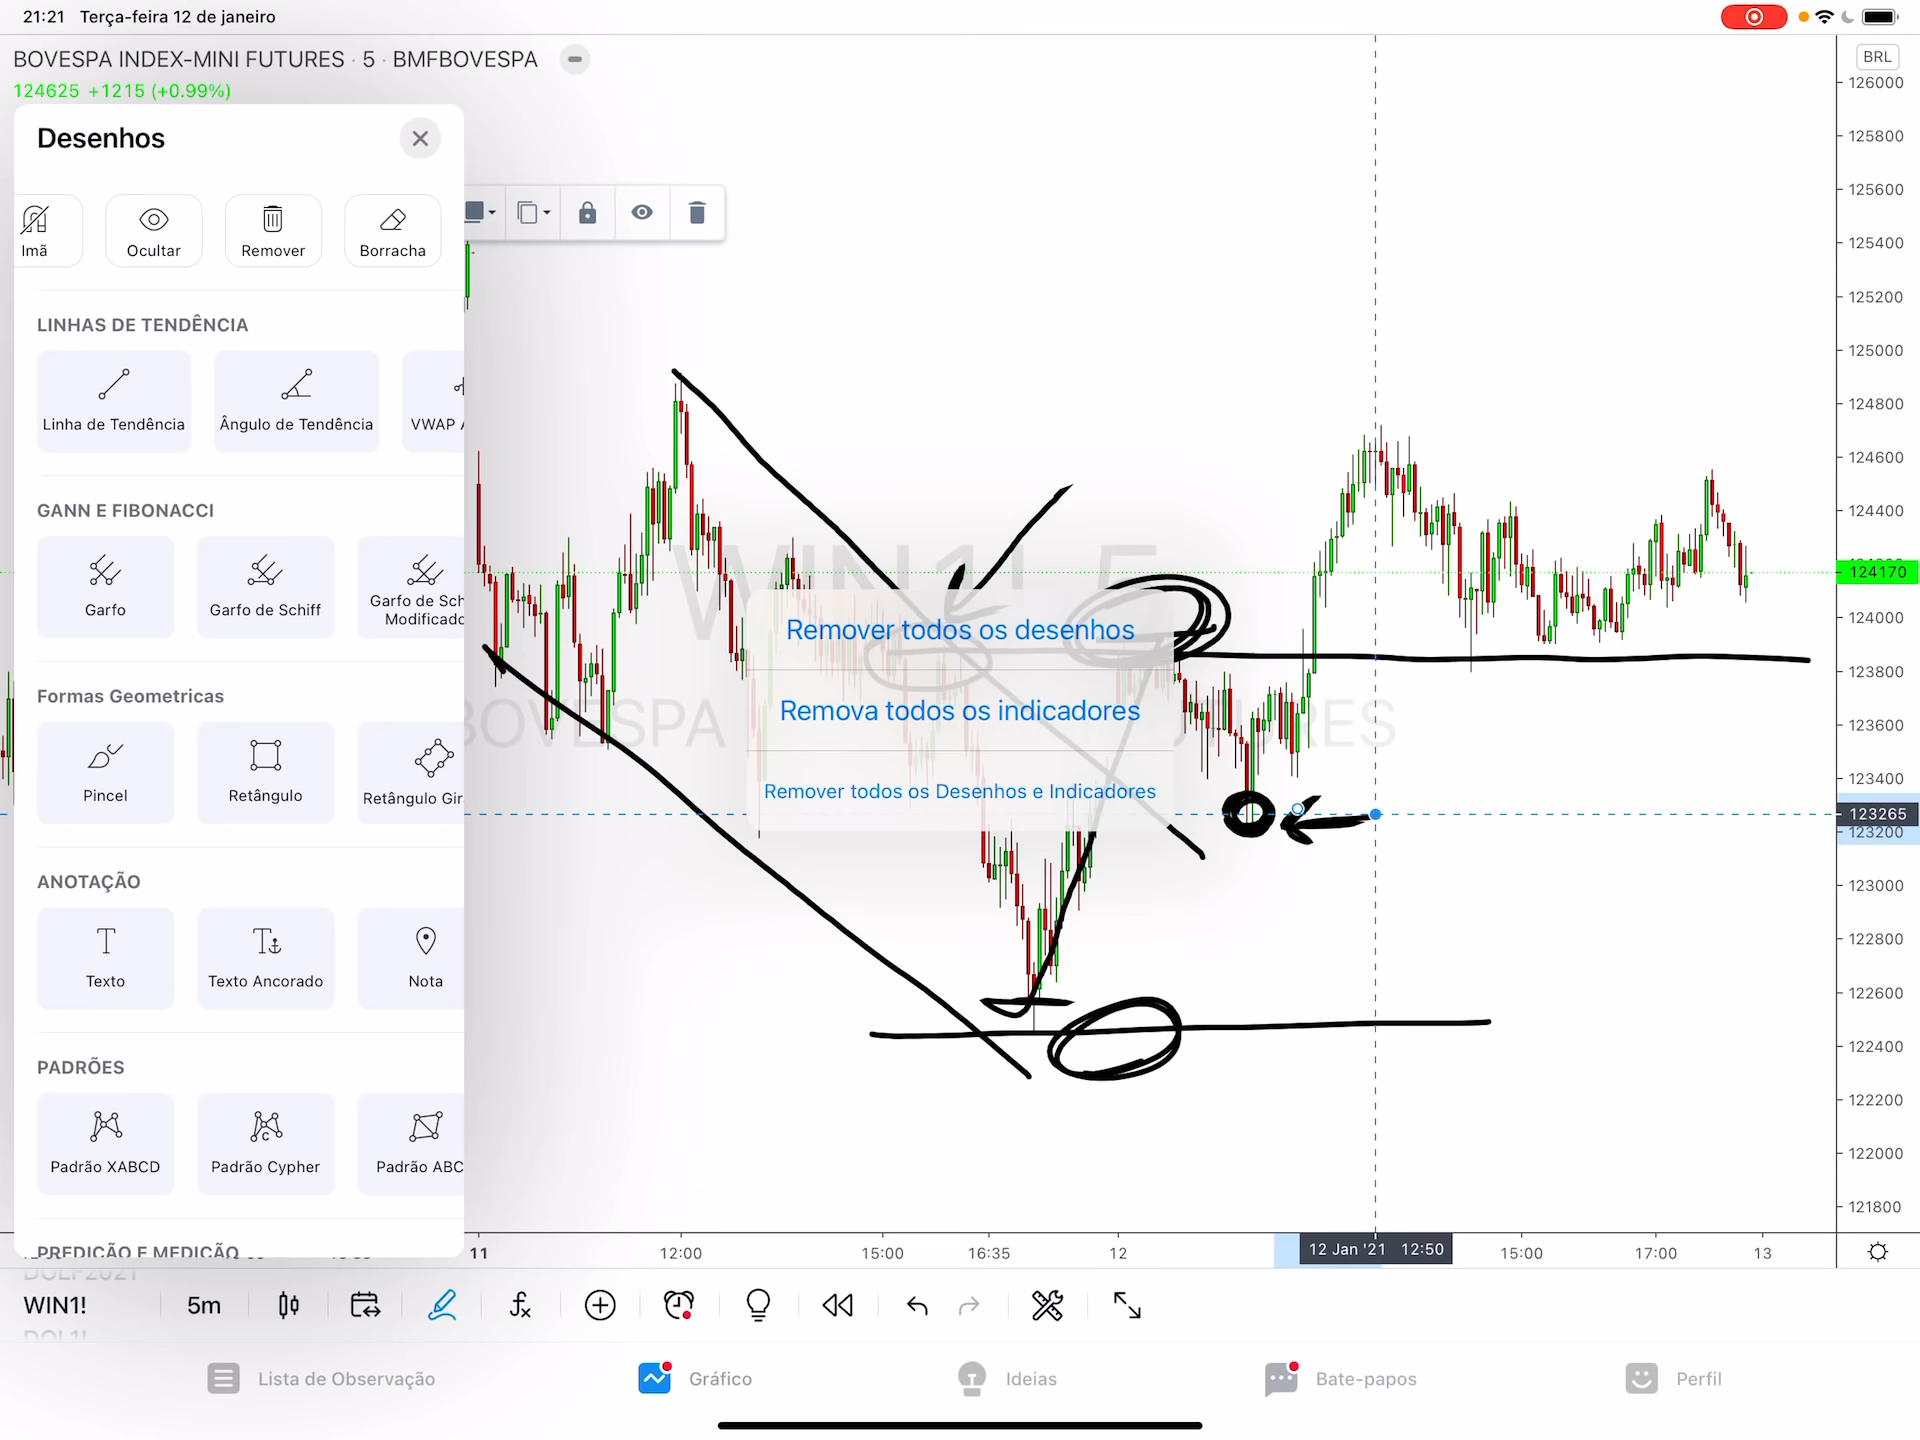 21:21 Terça-feira 12 de janeiro
BOVESPA INDEX-MINI FUTURES · 5 · BMFBOVESPA
124625 +1215 (+0.99%)
BRL
Desenhos
Imã
Ocultar
Remover
Borracha
LINHAS DE TENDÊNCIA
Linha de Tendência
Ângulo de Tendência
VWAP
GANN E FIBONACCI
Garfo
Garfo de Schiff
Garfo de Sch
Modificado
Formas Geometricas
Pincel
Retângulo
Retângulo Gir
ANOTAÇÃO
Texto
Texto Ancorado
Nota
PADRÕES
Padrão XABCD
Padrão Cypher
Padrão ABC
PREDIÇÃO E MEDIÇÃO
WIN1! 5
BOVESPA FUTURES
Remover todos os desenhos
Remova todos os indicadores
Remover todos os Desenhos e Indicadores
126000
125800
125600
125400
125200
125000
124800
124600
124400
124170
124000
123800
123600
123400
123265
123200
123000
122800
122600
122400
122200
122000
121800
11
12:00
15:00
16:35
12
12 Jan '21 12:50
15:00
17:00
13
DOLF2021
WIN1!
5m
DOL1!
Lista de Observação
Gráfico
Ideias
Bate-papos
Perfil